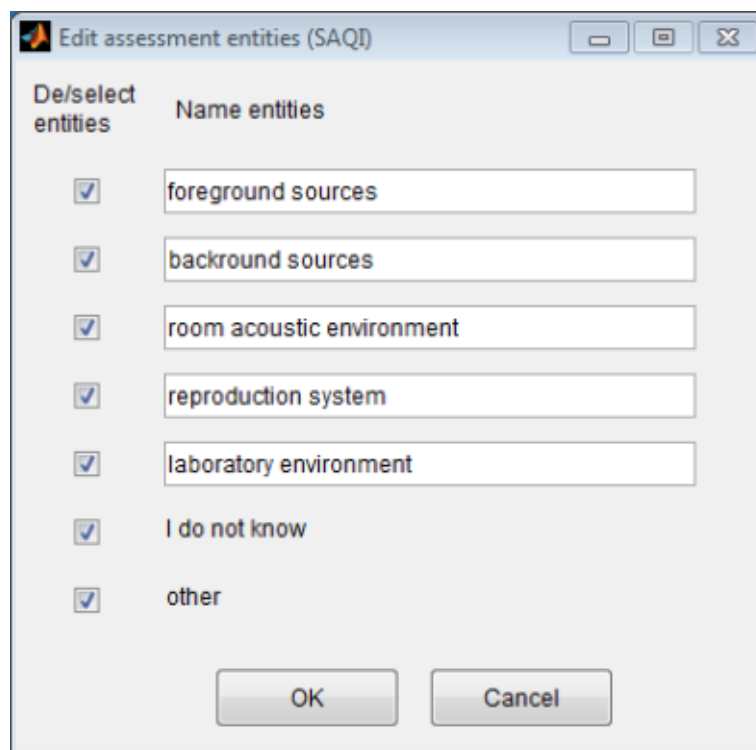 Edit assessment entities (SAQI)
De/select
entities
Name entities
foreground sources
backround sources
room acoustic environment
reproduction system
laboratory environment
I do not know
other
OK
Cancel